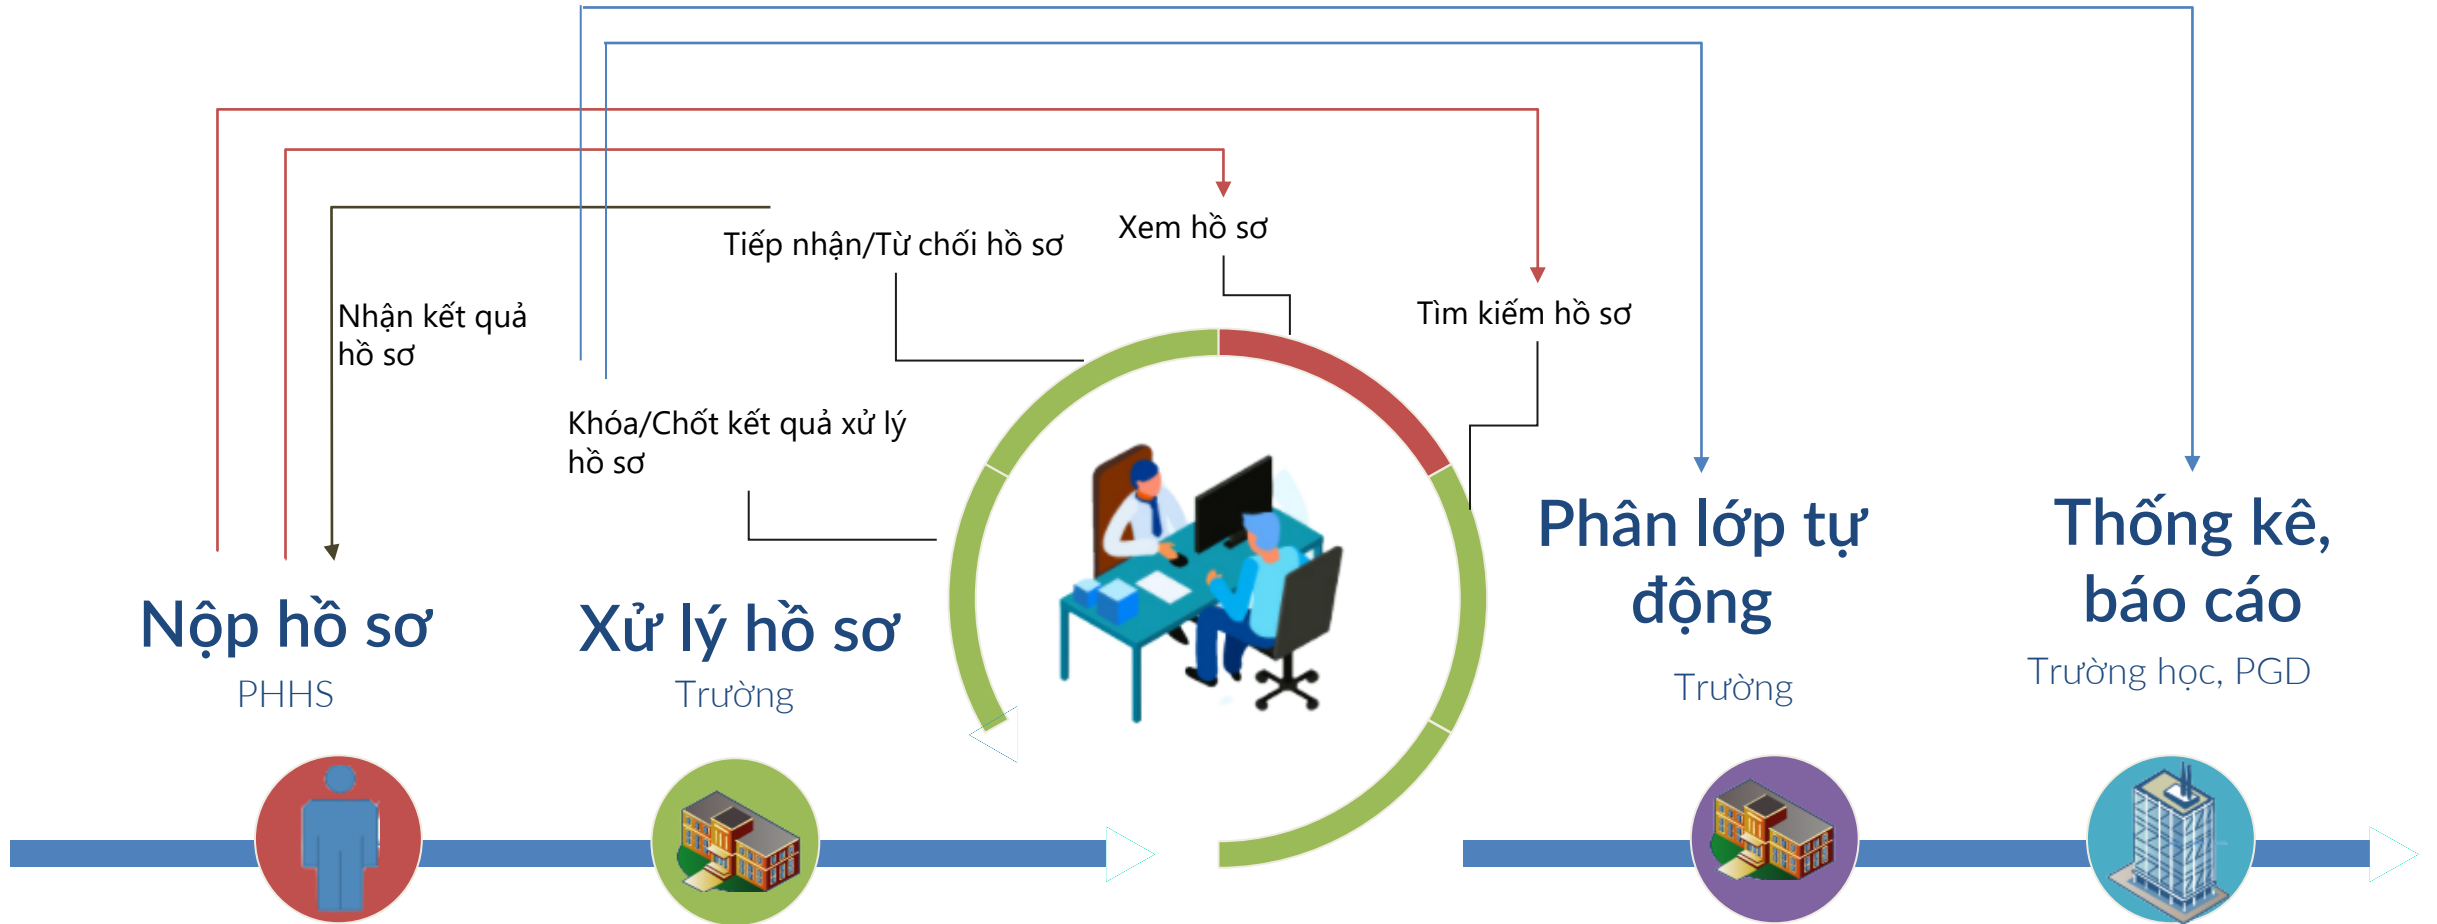 Tiếp nhận/Từ chối hồ sơ
Xem hồ sơ
Tìm kiếm hồ sơ
Nhận kết quả
hồ sơ
Khóa/Chốt kết quả xử lý
hồ sơ
Nộp hồ sơ
PHHS
Xử lý hồ sơ
Trường
Phân lớp tự
động
Trường
Thống kê,
báo cáo
Trường học, PGD